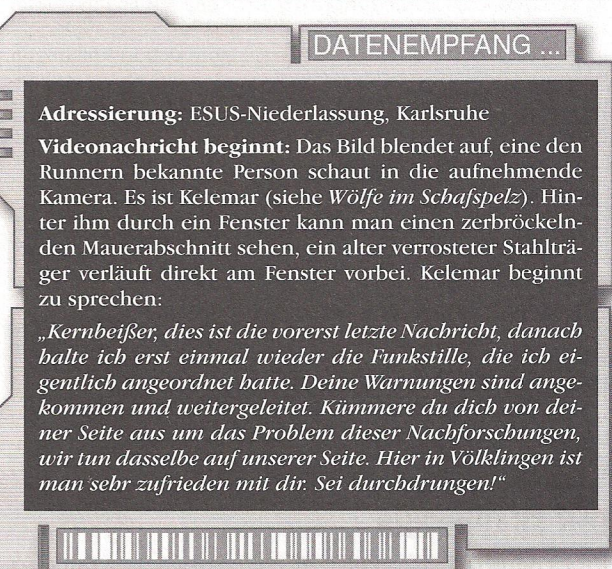 DATENEMPFANG ...
Adressierung: ESUS-Niederlassung, Karlsruhe
Videonachricht beginnt: Das Bild blendet auf, eine den
Runnern bekannte Person schaut in die aufnehmende
Kamera. Es ist Kelemar (siehe Wölfe im Schafspelz). Hin-
ter ihm durch ein Fenster kann man einen zerbröckeln-
den Mauerabschnitt sehen, ein alter verrosteter Stahlträ-
ger verläuft direkt am Fenster vorbei. Kelemar beginnt
zu sprechen:
„Kernbeißer, dies ist die vorerst letzte Nachricht, danach
halte ich erst einmal wieder die Funkstille, die ich ei-
gentlich angeordnet hatte. Deine Warnungen sind ange-
kommen und weitergeleitet. Kümmere du dich von dei-
ner Seite aus um das Problem dieser Nachforschungen,
wir tun dasselbe auf unserer Seite. Hier in Völklingen ist
man sehr zufrieden mit dir. Sei durchdrungen!“